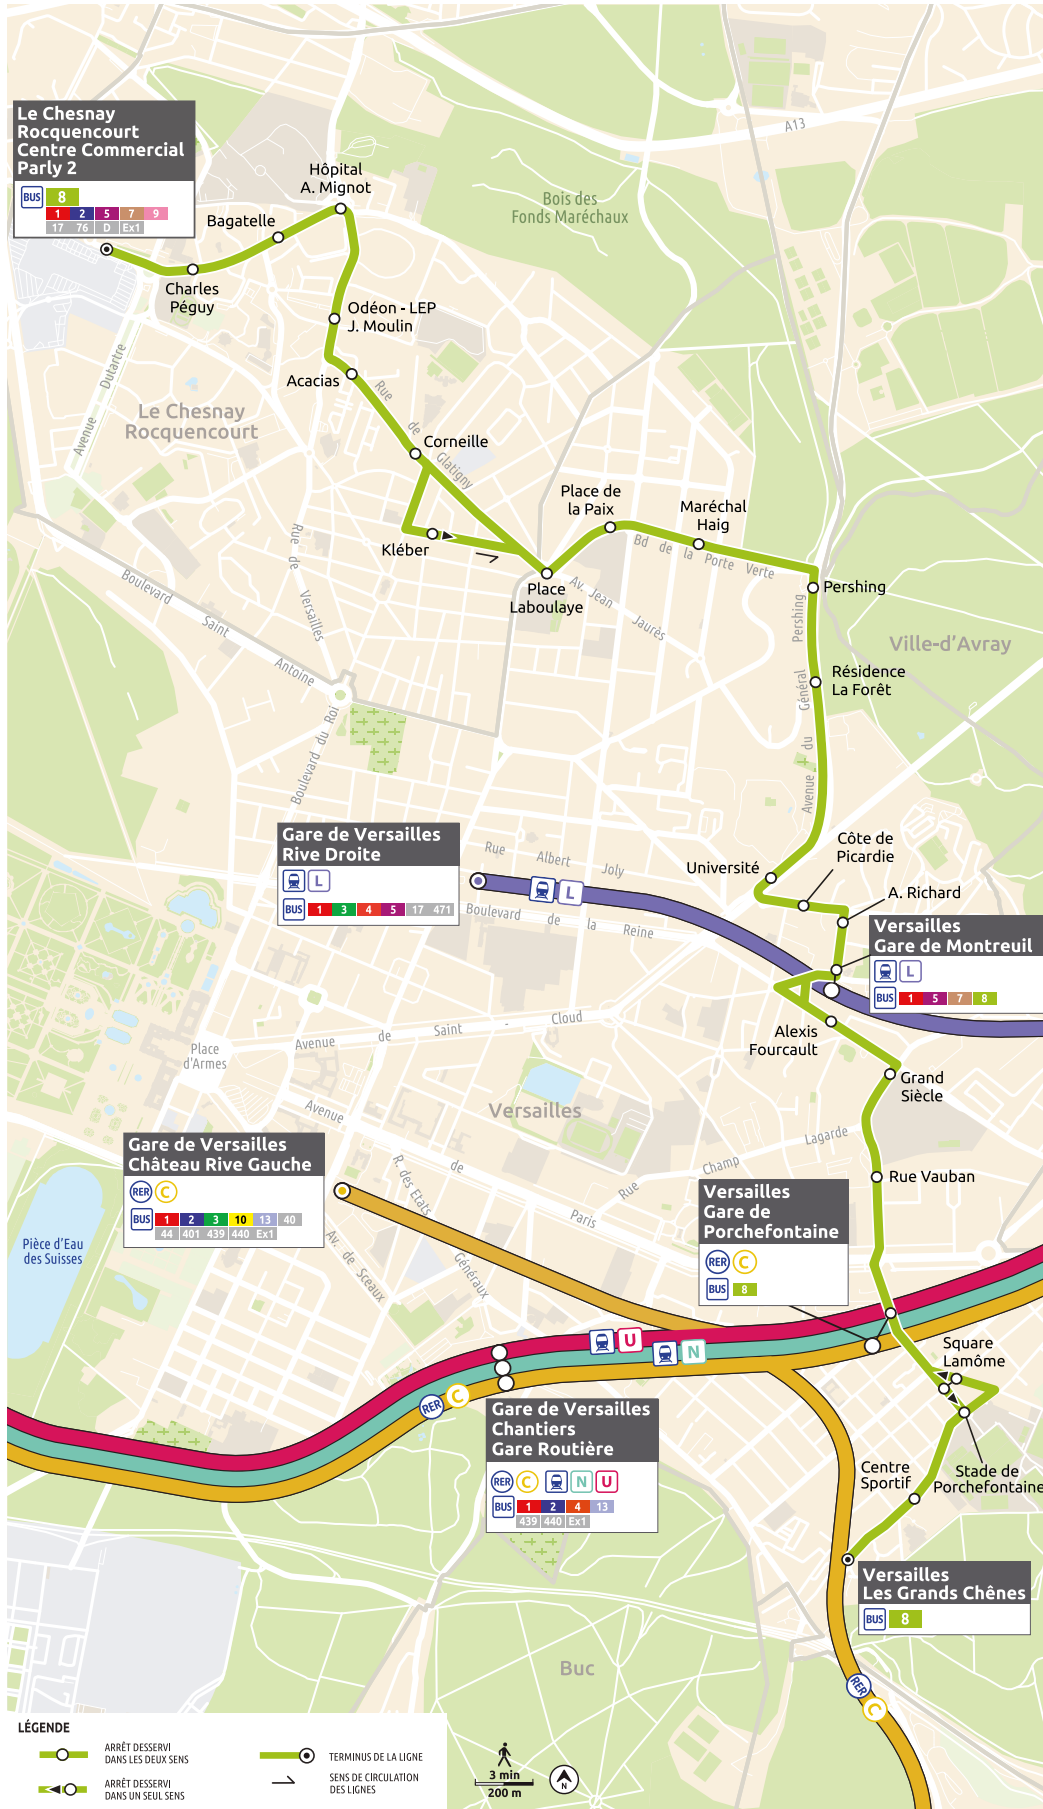 A13
Le Chesnay
Rocquencourt
Centre Commercial
Parly 2
BUS 8
1 2 5 7 9
17 76 D Ex1
Hôpital
A. Mignot
Bagatelle
Bois des
Fonds Maréchaux
Charles
Péguy
Odéon - LEP
J. Moulin
Acacias
Avenue Dutartre
Le Chesnay
Rocquencourt
Rue de Glatigny
Corneille
Place de
la Paix
Maréchal
Haig
Kléber
Bd de la Porte Verte
Rue de Versailles
Place
Laboulaye
Av. Jean Jaurès
Pershing
Boulevard Saint Antoine
Ville-d'Avray
Résidence
La Forêt
Avenue du Général Pershing
Boulevard du Roi
Gare de Versailles
Rive Droite
L
BUS 1 3 4 5 17 471
Rue Albert Joly
L
Boulevard de la Reine
Université
Côte de
Picardie
A. Richard
Versailles
Gare de Montreuil
L
BUS 1 5 7 8
Alexis
Fourcault
Avenue de Saint - Cloud
Place
d'Armes
Grand
Siècle
Versailles
Avenue de Paris
Rue Champ Lagarde
Gare de Versailles
Château Rive Gauche
RER C
BUS 1 2 3 10 13 40
44 401 439 440 Ex1
R. des Etats Généraux
Rue Vauban
Versailles
Gare de
Porchefontaine
RER C
BUS 8
Pièce d'Eau
des Suisses
Av. de Sceaux
U
N
Square
Lamôme
RER C
Gare de Versailles
Chantiers
Gare Routière
RER C N U
BUS 1 2 4 13
439 440 Ex1
Centre
Sportif
Stade de
Porchefontaine
Versailles
Les Grands Chênes
BUS 8
Buc
RER C
LÉGENDE
ARRÊT DESSERVI
DANS LES DEUX SENS
TERMINUS DE LA LIGNE
ARRÊT DESSERVI
DANS UN SEUL SENS
SENS DE CIRCULATION
DES LIGNES
3 min
200 m
N